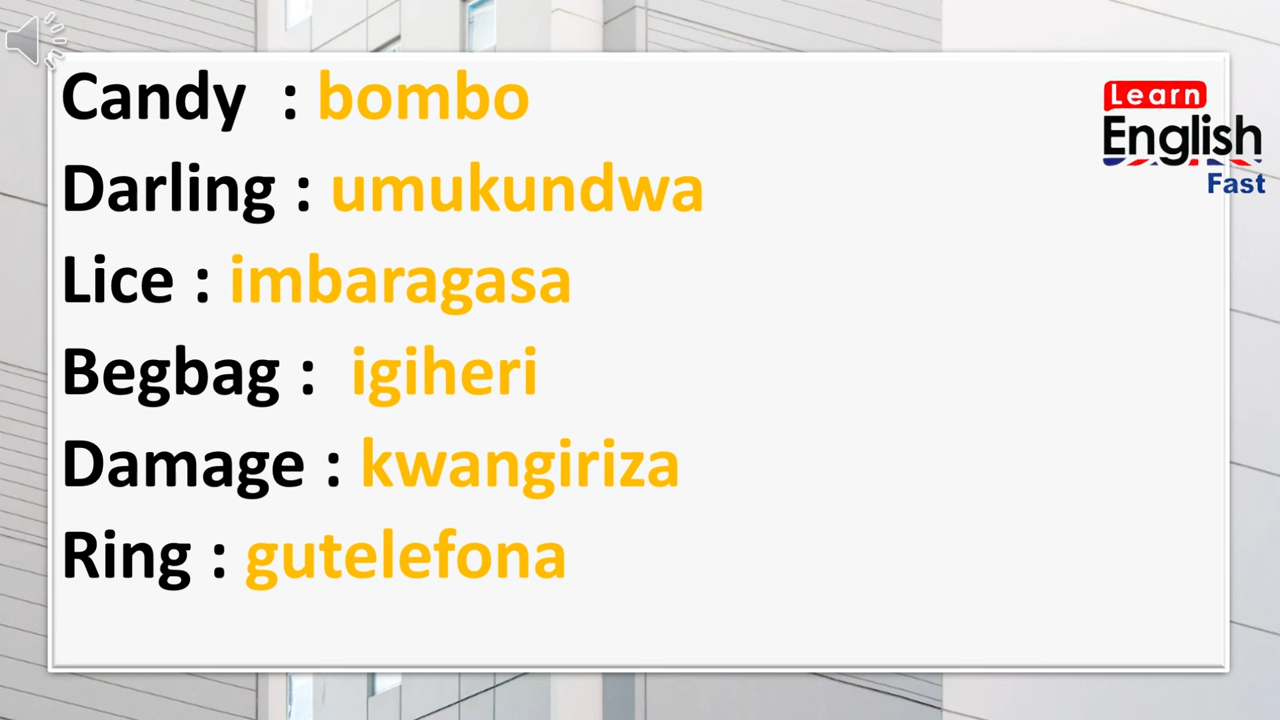 Candy : bombo
Darling : umukundwa
Lice : imbaragasa
Begbag : igiheri
Damage : kwangiriza
Ring : gutelefona
Learn
English
Fast